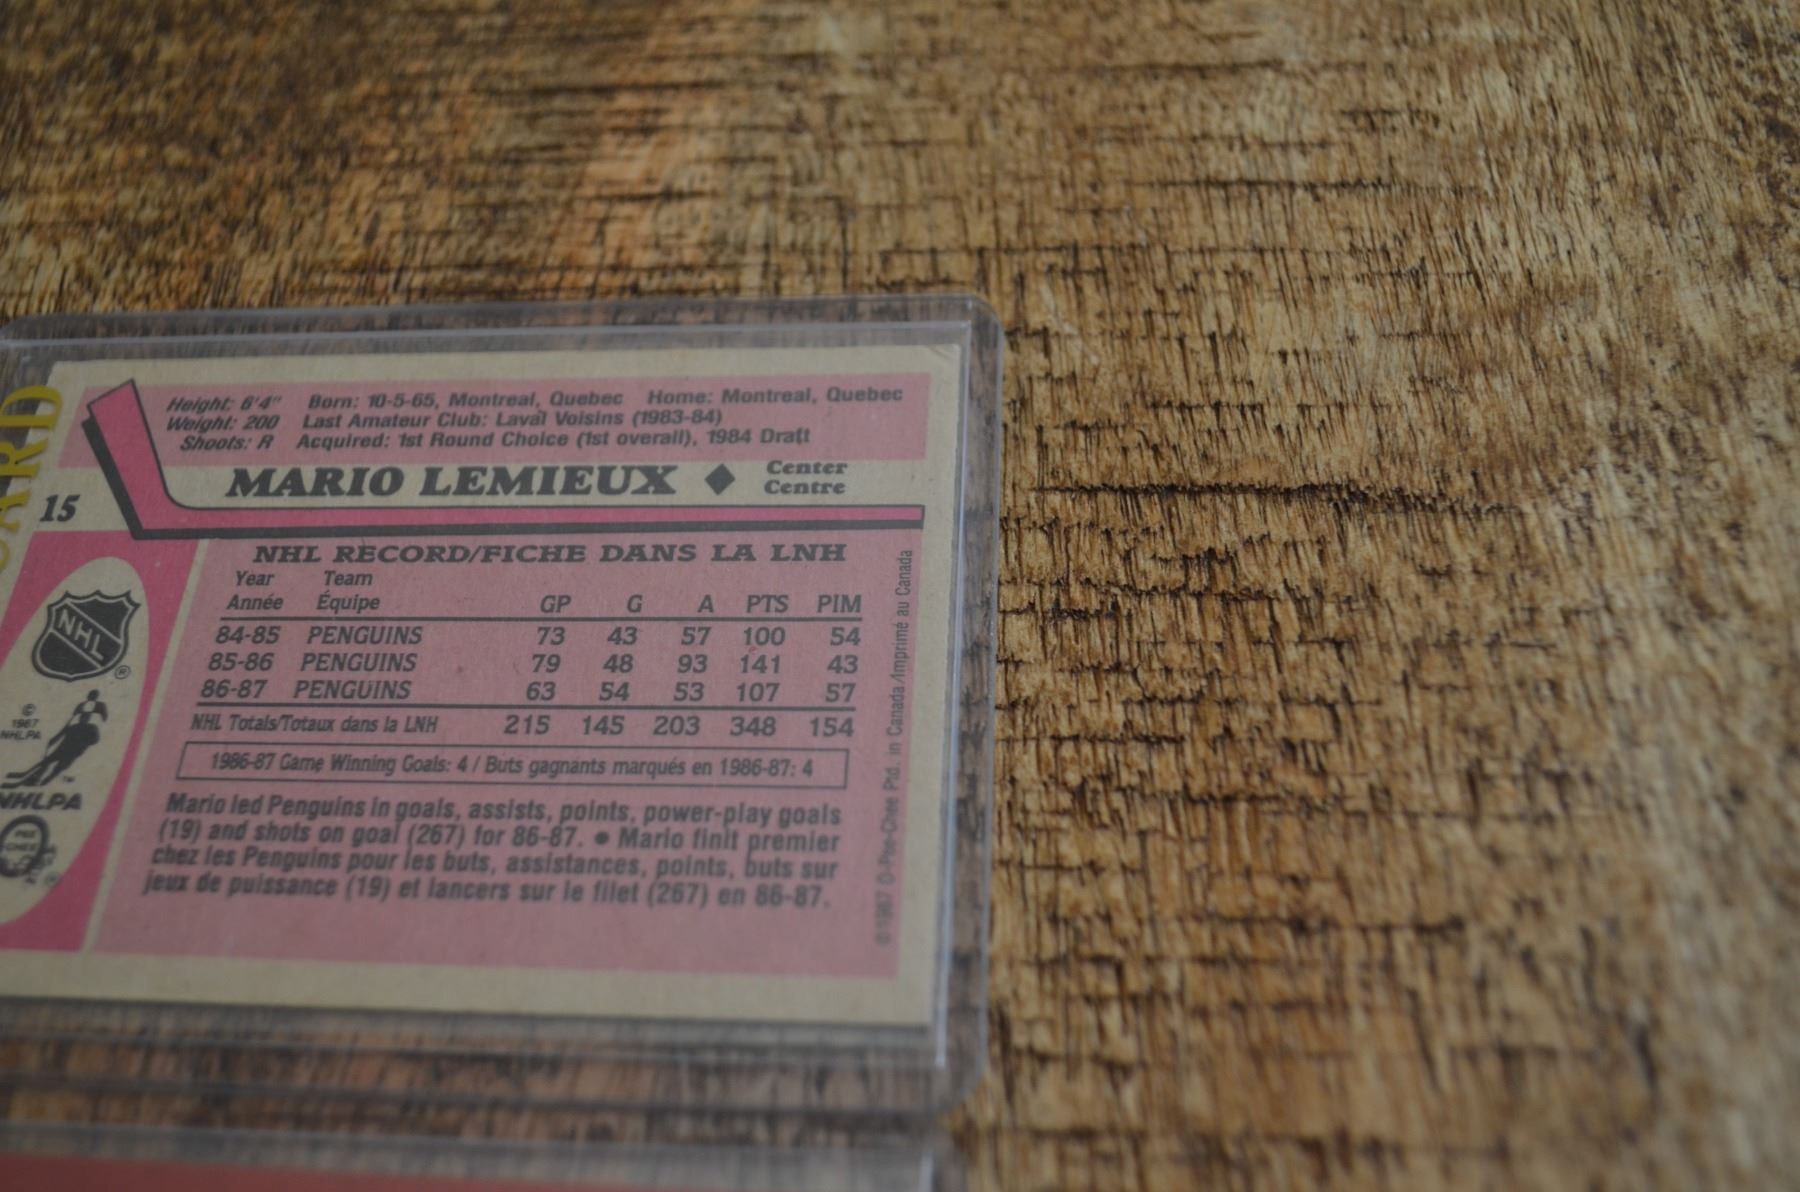 Height: 6'4" Born: 10-5-65, Montreal, Quebec Home: Montreal, Quebec
Weight: 200 Last Amateur Club: Laval Voisins (1983-84)
Shoots: R Acquired: 1st Round Choice (1st overall), 1984 Draft
MARIO LEMIEUX ◆ Center
Centre
15
NHL RECORD/FICHE DANS LA LNH
Year Team
Année Équipe GP G A PTS PIM
84-85 PENGUINS 73 43 57 100 54
85-86 PENGUINS 79 48 93 141 43
86-87 PENGUINS 63 54 53 107 57
NHL Totals/Totaux dans la LNH 215 145 203 348 154
1986-87 Game Winning Goals: 4 / Buts gagnants marqués en 1986-87: 4
Mario led Penguins in goals, assists, points, power-play goals
(19) and shots on goal (267) for 86-87. ● Mario finit premier
chez les Penguins pour les buts, assistances, points, buts sur
jeux de puissance (19) et lancers sur le filet (267) en 86-87.
©1987 O-Pee-Chee Ptd. in Canada/Imprimé au Canada
NHL
®
©
1987
NHLPA
™
NHLPA